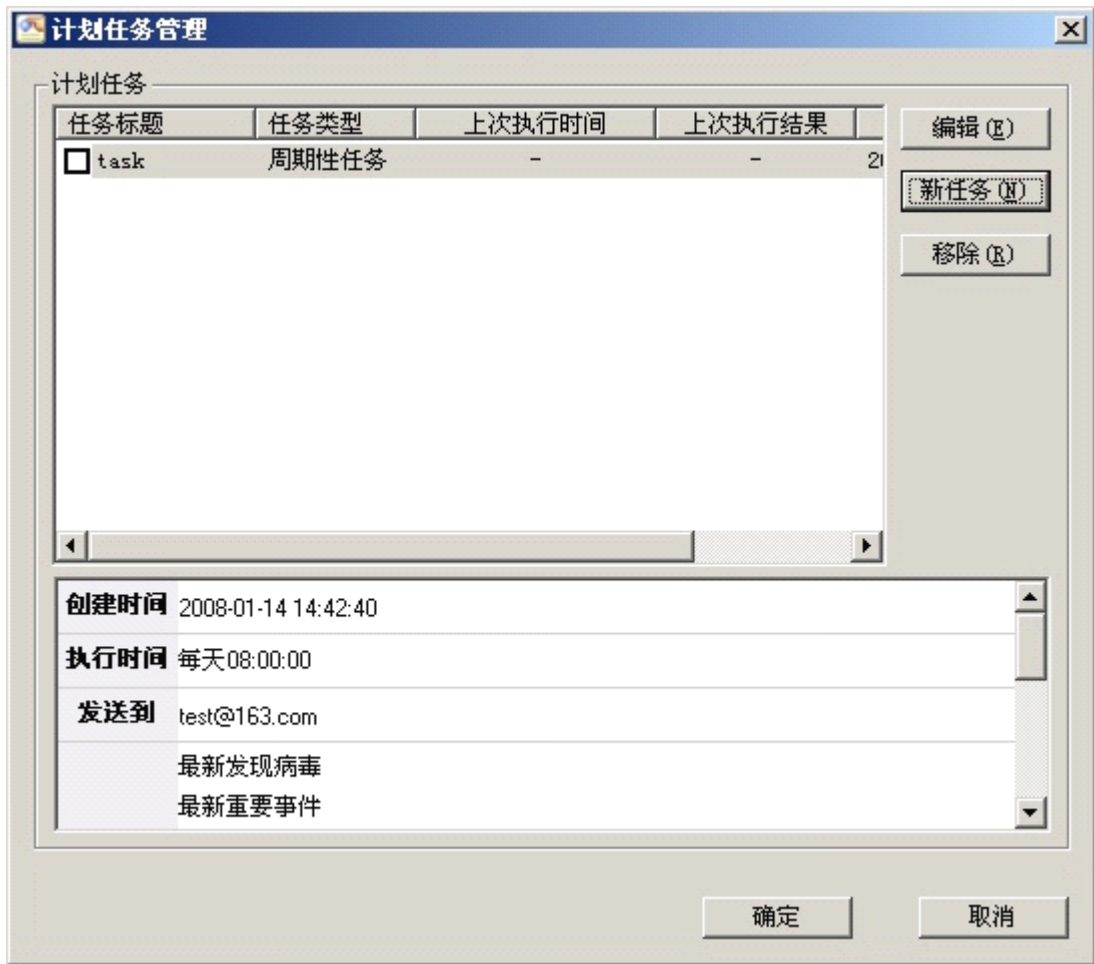 计划任务管理
计划任务
任务标题 任务类型 上次执行时间 上次执行结果
编辑(E)
task 周期性任务 - - 20
新任务(N)
移除(R)
创建时间 2008-01-14 14:42:40
执行时间 每天08:00:00
发送到 test@163.com
最新发现病毒
最新重要事件
确定 取消